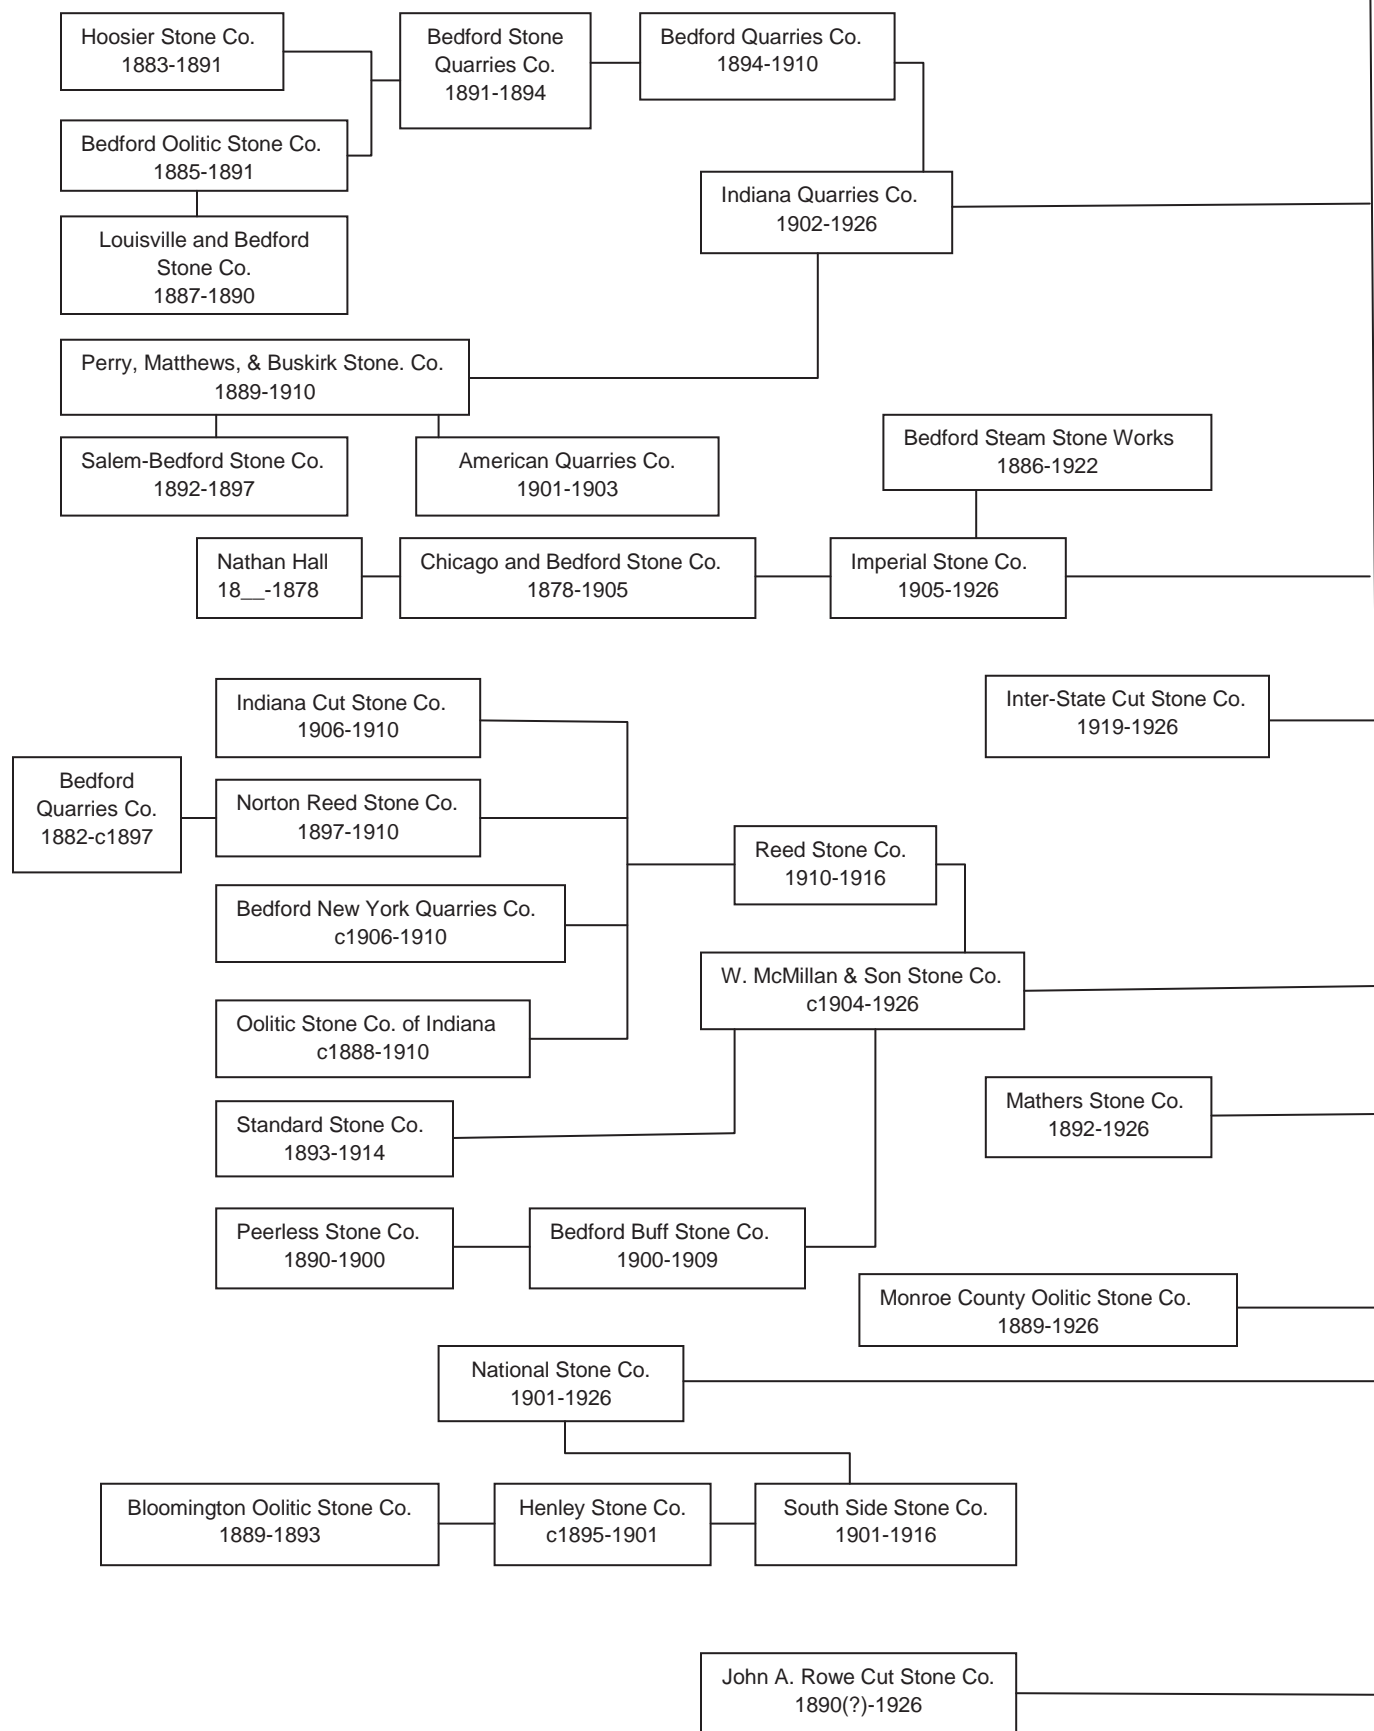 Hoosier Stone Co.
1883-1891
Bedford Stone
Quarries Co.
1891-1894
Bedford Quarries Co.
1894-1910
Bedford Oolitic Stone Co.
1885-1891
Indiana Quarries Co.
1902-1926
Louisville and Bedford
Stone Co.
1887-1890
Perry, Matthews, & Buskirk Stone. Co.
1889-1910
Salem-Bedford Stone Co.
1892-1897
American Quarries Co.
1901-1903
Bedford Steam Stone Works
1886-1922
Nathan Hall
18__-1878
Chicago and Bedford Stone Co.
1878-1905
Imperial Stone Co.
1905-1926
Indiana Cut Stone Co.
1906-1910
Inter-State Cut Stone Co.
1919-1926
Bedford
Quarries Co.
1882-c1897
Norton Reed Stone Co.
1897-1910
Reed Stone Co.
1910-1916
Bedford New York Quarries Co.
c1906-1910
W. McMillan & Son Stone Co.
c1904-1926
Oolitic Stone Co. of Indiana
c1888-1910
Mathers Stone Co.
1892-1926
Standard Stone Co.
1893-1914
Peerless Stone Co.
1890-1900
Bedford Buff Stone Co.
1900-1909
Monroe County Oolitic Stone Co.
1889-1926
National Stone Co.
1901-1926
Bloomington Oolitic Stone Co.
1889-1893
Henley Stone Co.
c1895-1901
South Side Stone Co.
1901-1916
John A. Rowe Cut Stone Co.
1890(?)-1926